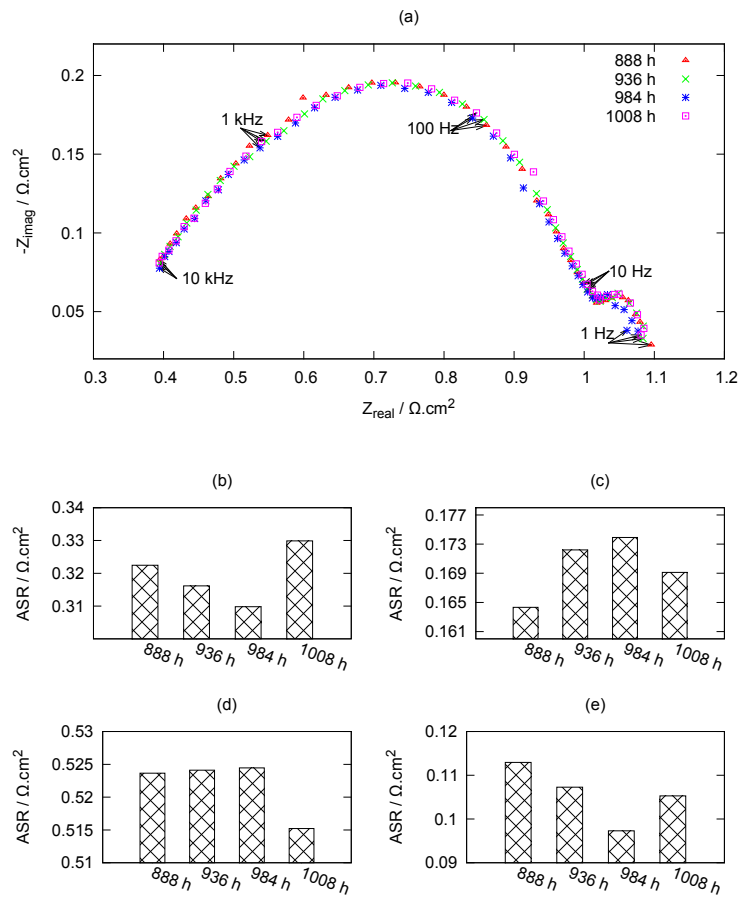 (a)
0.2
0.15
0.1
0.05
-Z_imag / Ω.cm²
0.3 0.4 0.5 0.6 0.7 0.8 0.9 1 1.1 1.2
Z_real / Ω.cm²
888 h
936 h
984 h
1008 h
1 kHz
100 Hz
10 kHz
10 Hz
1 Hz
(b)
0.34
0.33
0.32
0.31
ASR / Ω.cm²
888 h 936 h 984 h 1008 h
(c)
0.177
0.173
0.169
0.165
0.161
ASR / Ω.cm²
888 h 936 h 984 h 1008 h
(d)
0.53
0.525
0.52
0.515
0.51
ASR / Ω.cm²
888 h 936 h 984 h 1008 h
(e)
0.12
0.11
0.1
0.09
ASR / Ω.cm²
888 h 936 h 984 h 1008 h